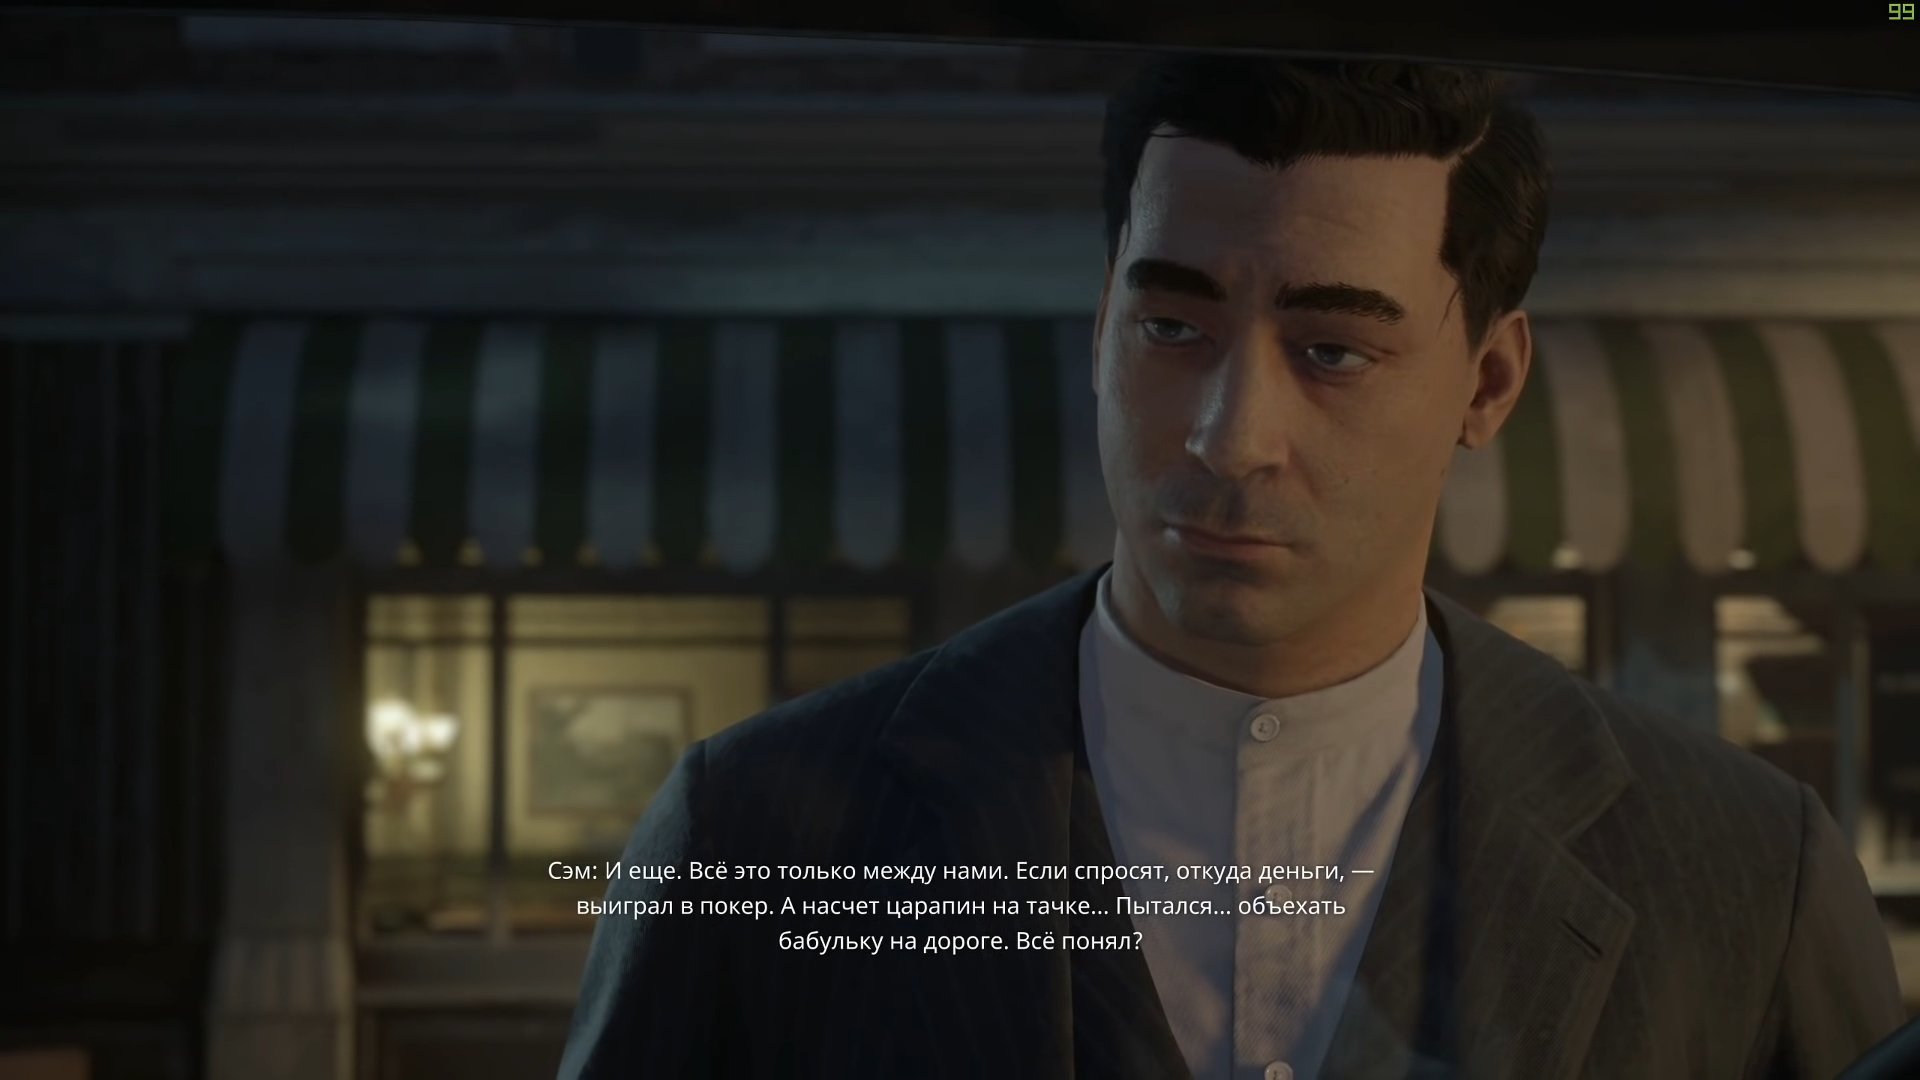 99
Сэм: И еще. Всё это только между нами. Если спросят, откуда деньги, —
выиграл в покер. А насчет царапин на тачке... Пытался... объехать
бабульку на дороге. Всё понял?